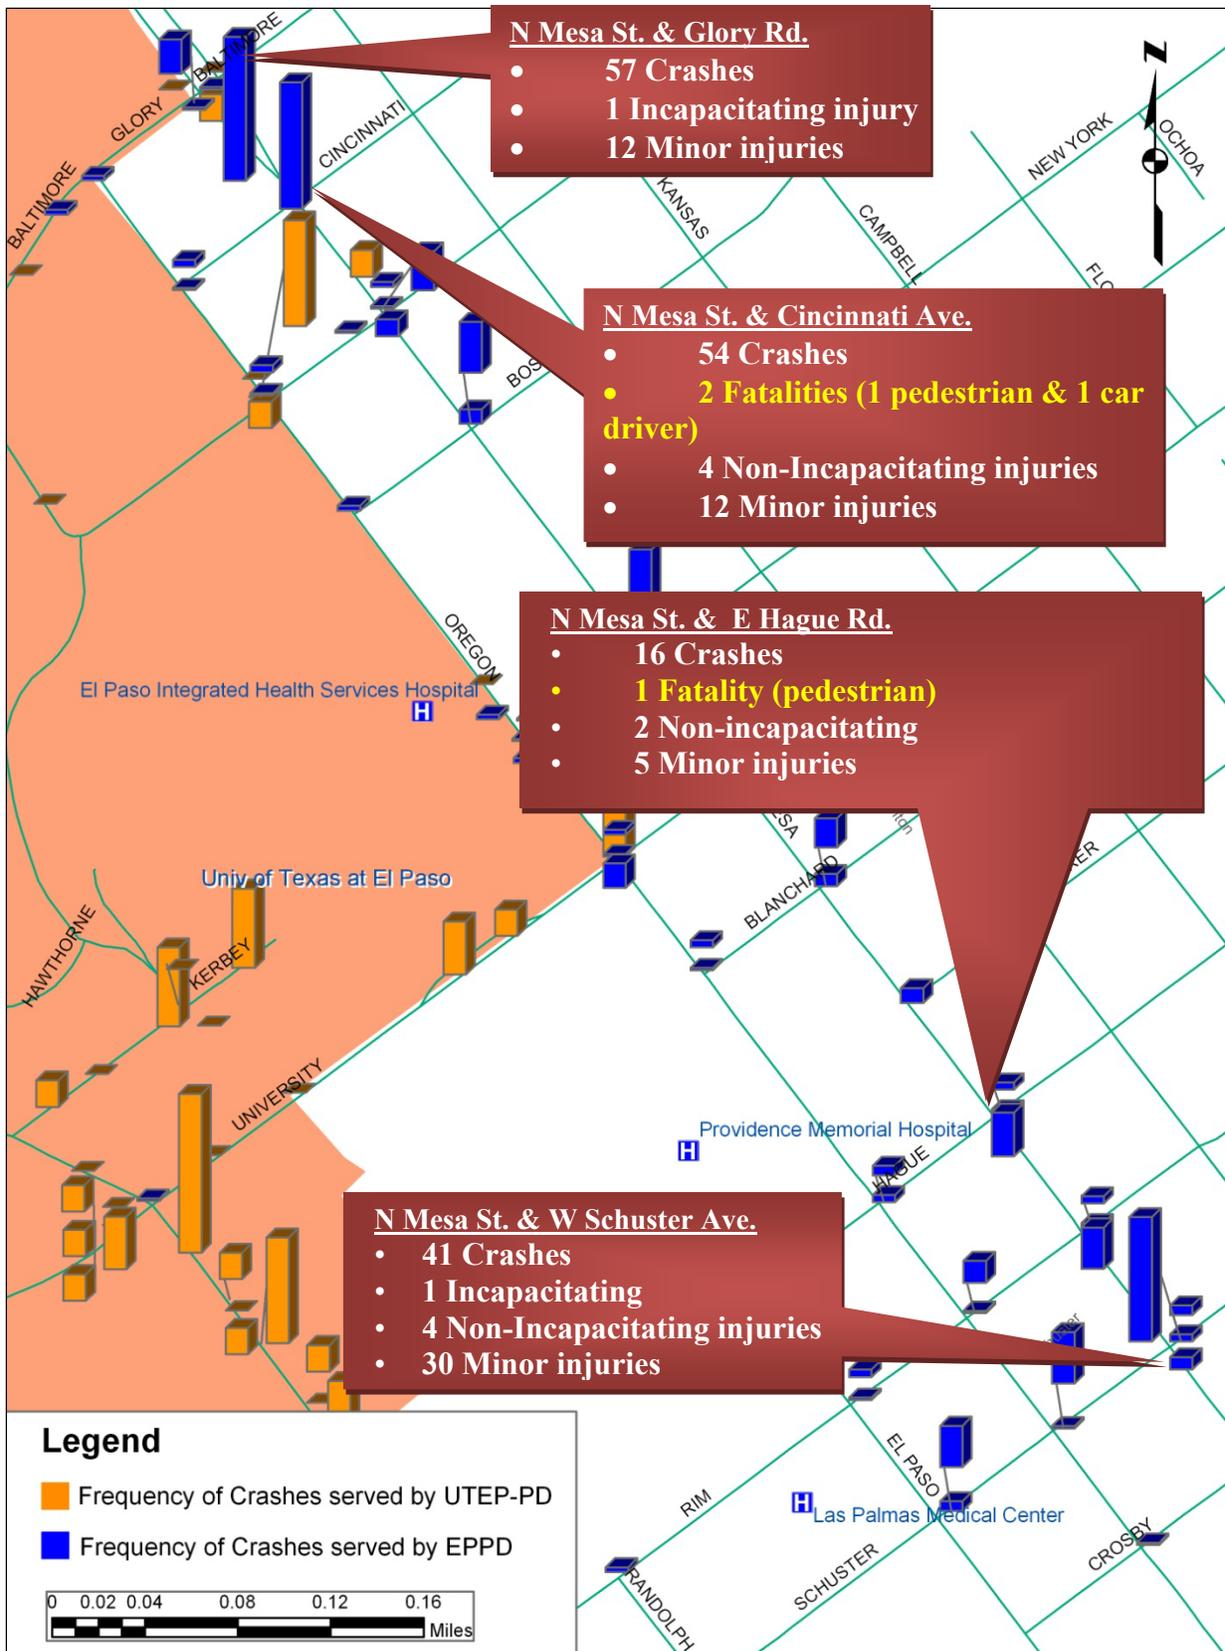 N Mesa St. & Glory Rd.
• 57 Crashes
• 1 Incapacitating injury
• 12 Minor injuries
BALTIMORE
GLORY
CINCINNATI
BALTIMORE
KANSAS
CAMPBELL
NEW YORK
OCHOA
Z
N Mesa St. & Cincinnati Ave.
• 54 Crashes
• 2 Fatalities (1 pedestrian & 1 car
driver)
• 4 Non-Incapacitating injuries
• 12 Minor injuries
FLO
BOS
N Mesa St. & E Hague Rd.
• 16 Crashes
• 1 Fatality (pedestrian)
• 2 Non-incapacitating
• 5 Minor injuries
OREGON
El Paso Integrated Health Services Hospital
H
ESA
BLANCHARD
Univ of Texas at El Paso
HAWTHORNE
KERBEY
UNIVERSITY
Providence Memorial Hospital
H
HAGUE
N Mesa St. & W Schuster Ave.
• 41 Crashes
• 1 Incapacitating
• 4 Non-Incapacitating injuries
• 30 Minor injuries
EL PASO
RIM
H
Las Palmas Medical Center
SCHUSTER
CROSBY
RANDOLPH
Legend
Frequency of Crashes served by UTEP-PD
Frequency of Crashes served by EPPD
0 0.02 0.04 0.08 0.12 0.16
Miles